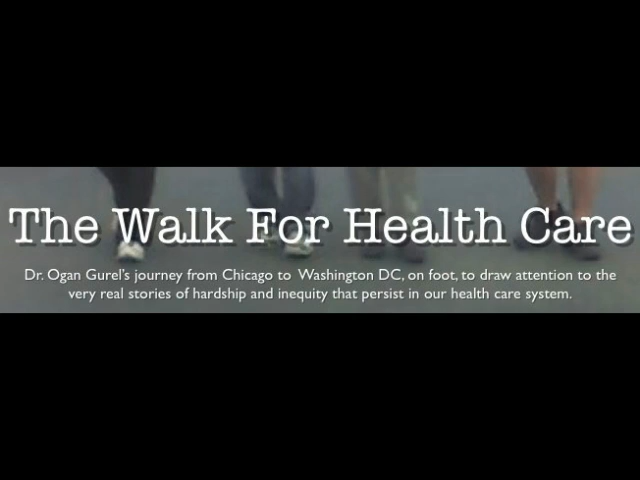 The Walk For Health Care
Dr. Ogan Gurel's journey from Chicago to Washington DC, on foot, to draw attention to the
very real stories of hardship and inequity that persist in our health care system.